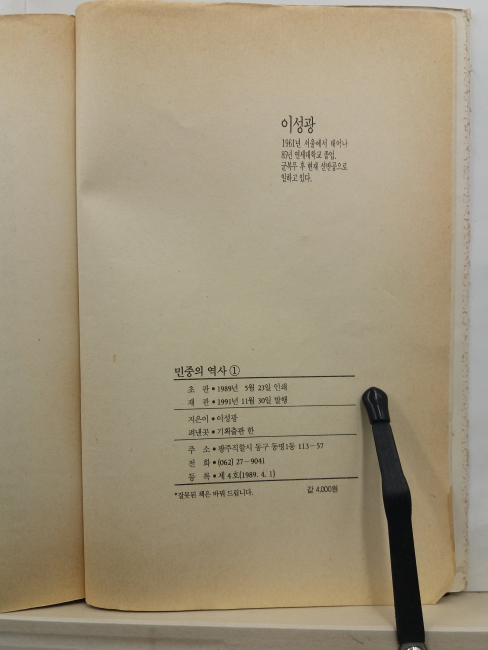 이성광
1961년 서울에서 태어나
83년 연세대학교 졸업.
군복무 후 현재 선반공으로
일하고 있다.
민중의 역사 ①
초 판 • 1989년 5월 23일 인쇄
재 판 • 1991년 11월 30일 발행
지은이 • 이성광
펴낸곳 • 기획출판 한
주 소 • 광주직할시 동구 동명1동 113-57
전 화 • (062) 27-9041
등 록 • 제 4 호(1989. 4. 1)
*잘못된 책은 바꿔 드립니다. 값 4,000원